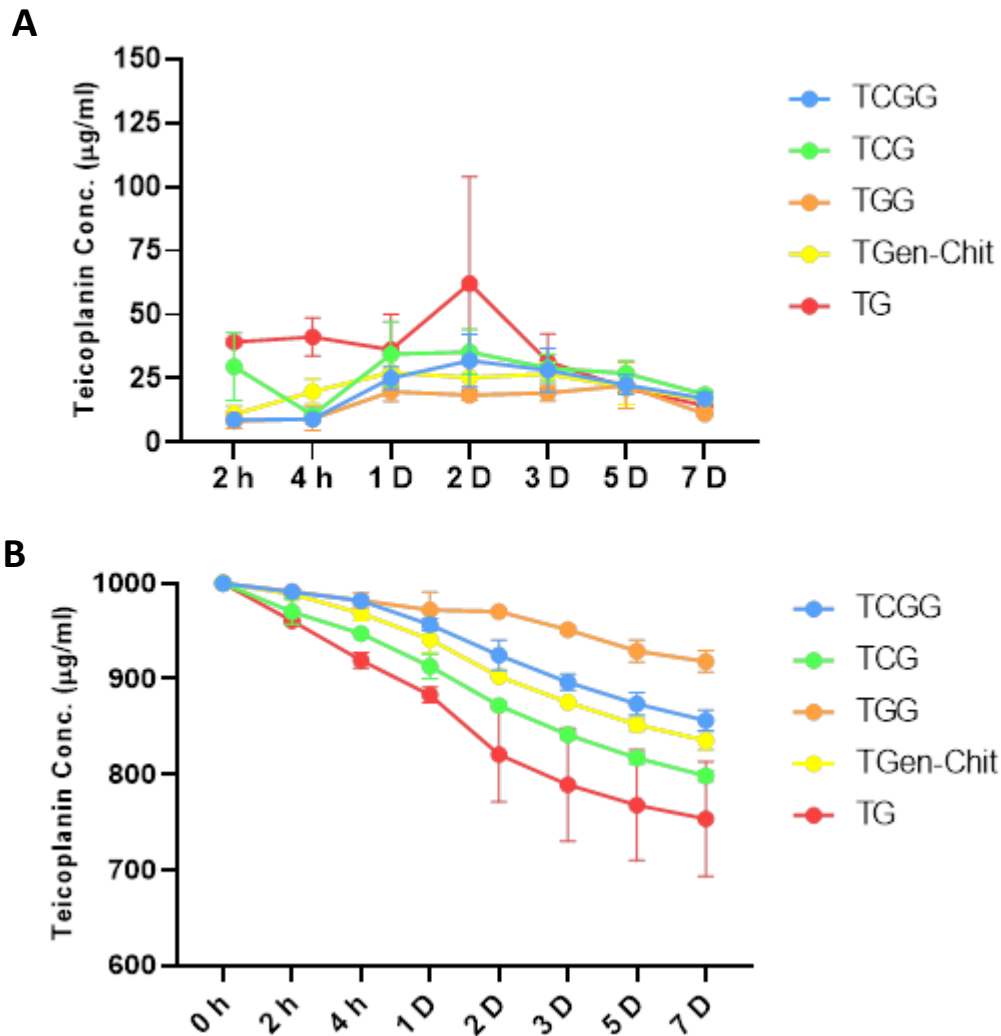 A
Teicoplanin Conc. (µg/ml)
150
125
100
75
50
25
0
2 h 4 h 1 D 2 D 3 D 5 D 7 D
TCGG
TCG
TGG
TGen-Chit
TG
B
Teicoplanin Conc. (µg/ml)
1000
900
800
700
600
0 h 2 h 4 h 1 D 2 D 3 D 5 D 7 D
TCGG
TCG
TGG
TGen-Chit
TG